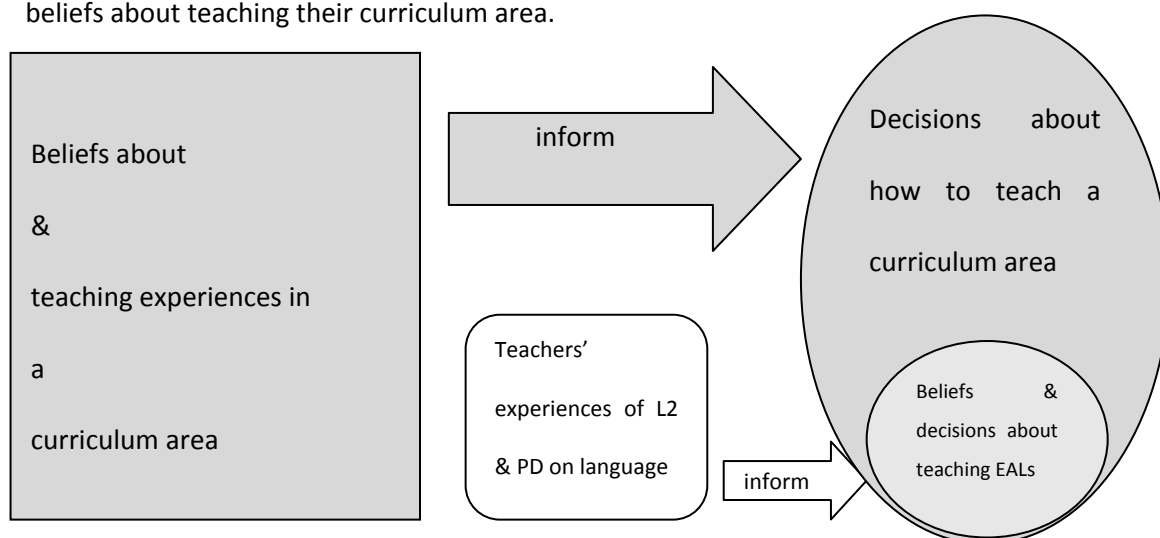 beliefs about teaching their curriculum area.
Beliefs about
&
teaching experiences in
a
curriculum area
inform
Decisions about
how to teach a
curriculum area
Teachers’
experiences of L2
& PD on language
inform
Beliefs &
decisions about
teaching EALs